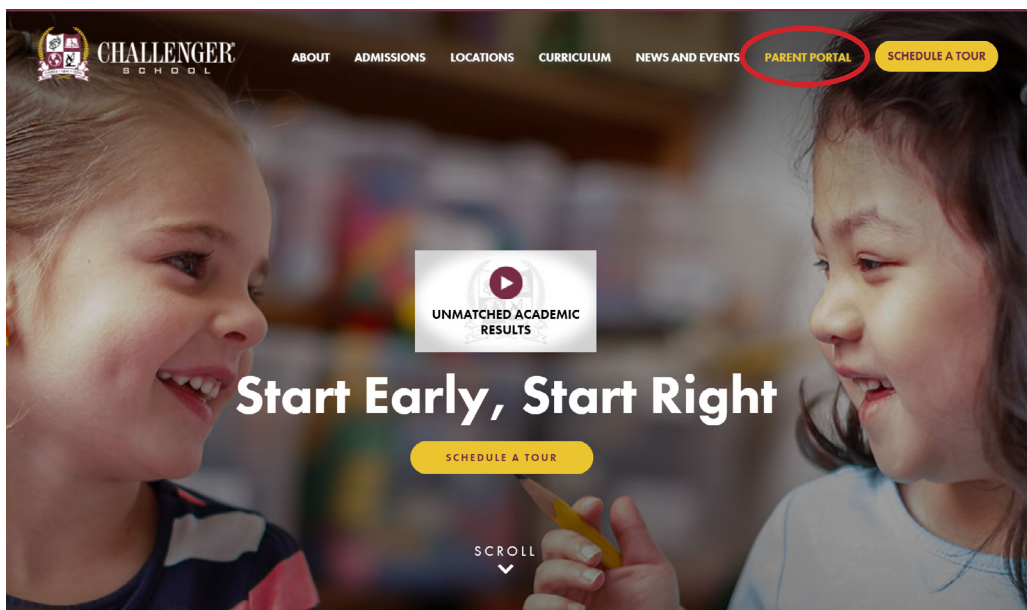 CHALLENGER
SCHOOL
ABOUT
ADMISSIONS
LOCATIONS
CURRICULUM
NEWS AND EVENTS
PARENT PORTAL
SCHEDULE A TOUR
UNMATCHED ACADEMIC
RESULTS
Start Early, Start Right
SCHEDULE A TOUR
SCROLL